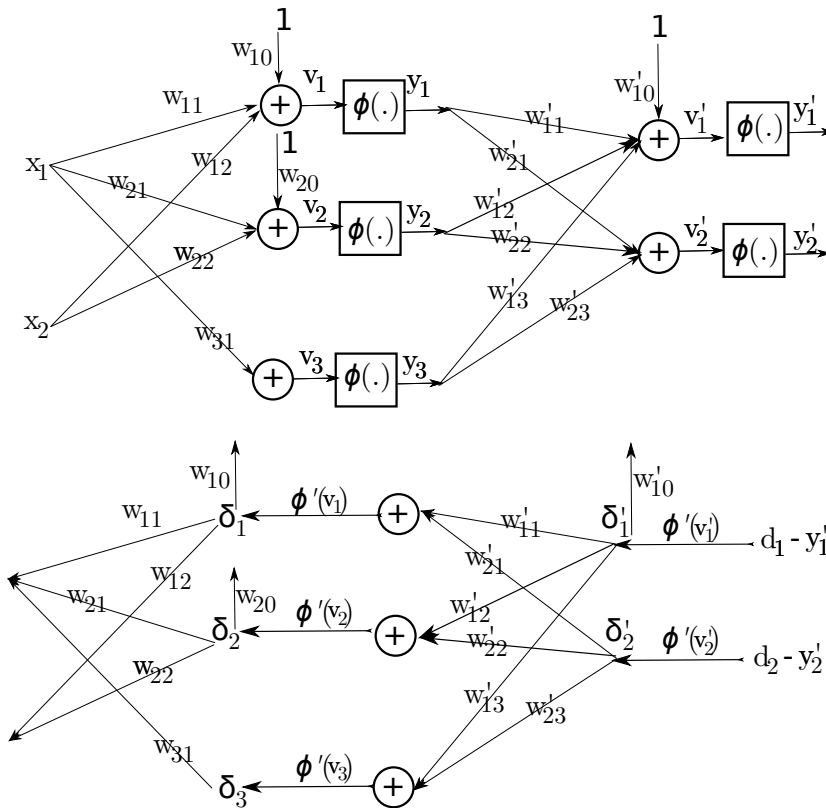 1
1
w₁₀
w'₁₀
w₁₁
v₁
ϕ(.)
y₁
w'₁₁
v'₁
ϕ(.)
y'₁
x₁
w₁₂
1
w'₂₁
w₂₁
w₂₀
w'₁₂
v₂
ϕ(.)
y₂
w'₂₂
v'₂
ϕ(.)
y'₂
w₂₂
w'₁₃
w'₂₃
x₂
w₃₁
v₃
ϕ(.)
y₃
w₁₀
w'₁₀
w₁₁
δ₁
ϕ'(v₁)
w'₁₁
δ'₁
ϕ'(v'₁)
d₁ - y'₁
w₁₂
w'₂₁
w₂₁
w₂₀
w'₁₂
δ₂
ϕ'(v₂)
w'₂₂
δ'₂
ϕ'(v'₂)
d₂ - y'₂
w₂₂
w'₁₃
w'₂₃
w₃₁
δ₃
ϕ'(v₃)